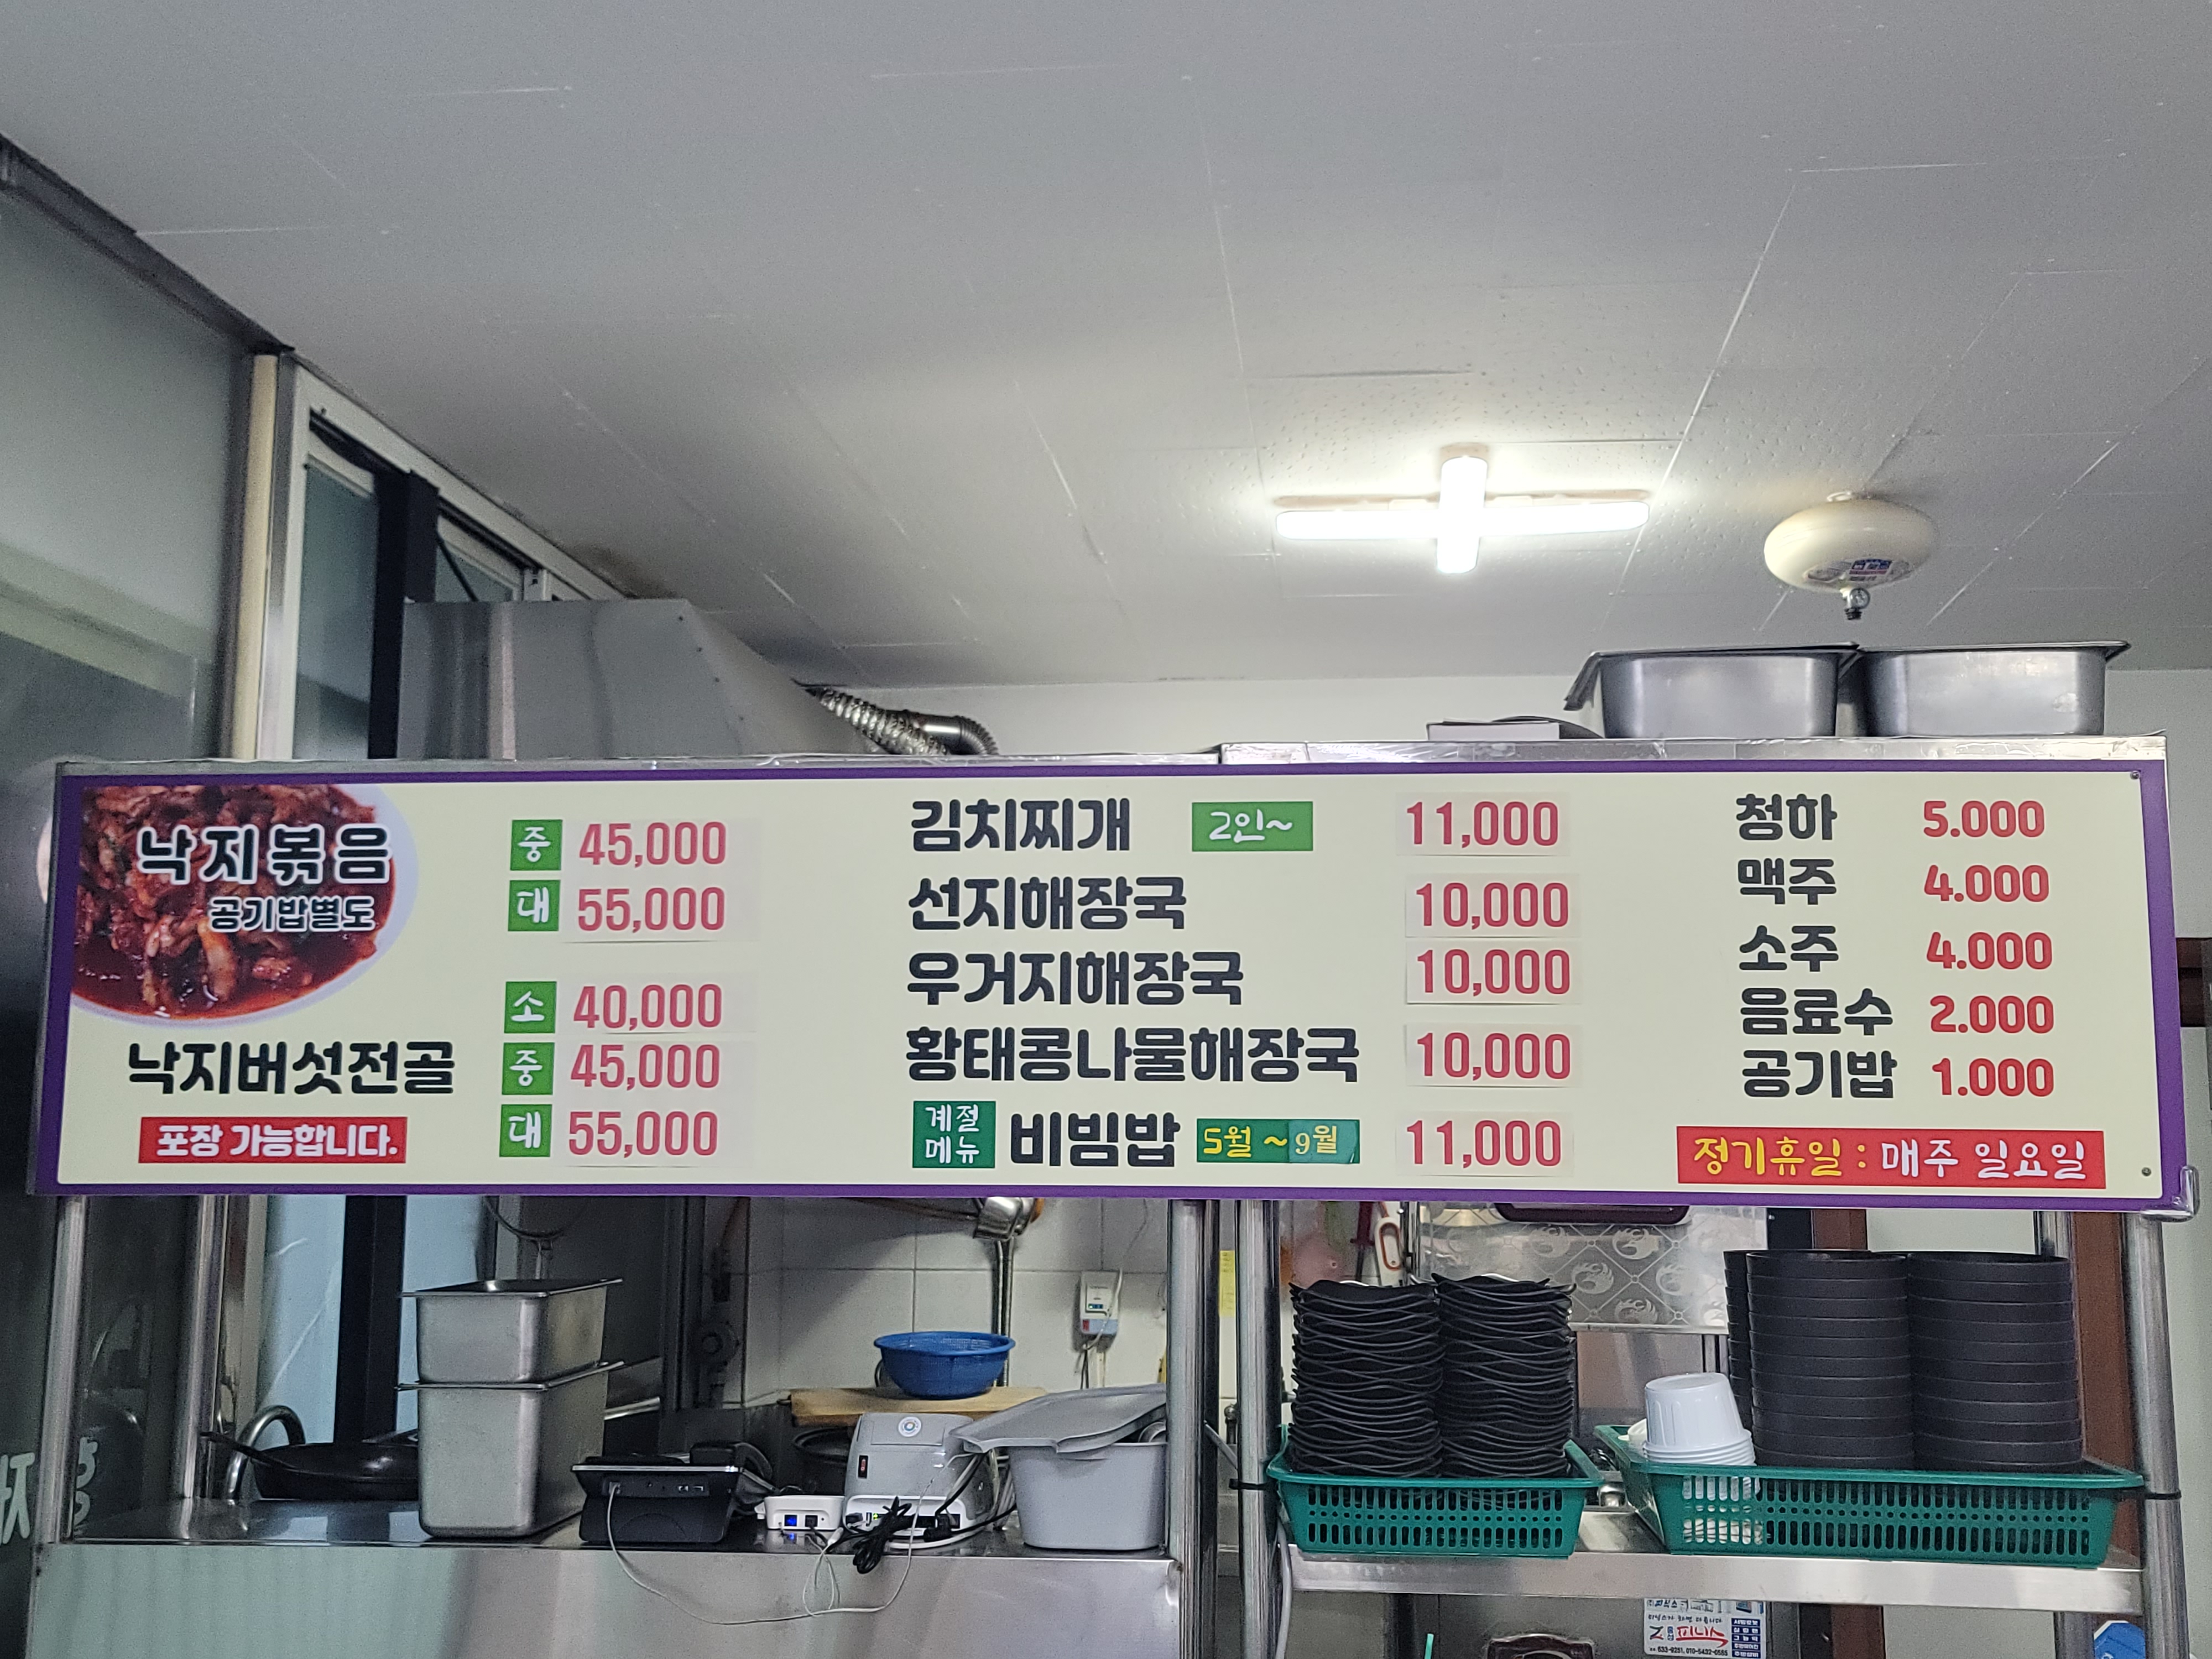 낙지볶음
공기밥별도
중 45,000
대 55,000
낙지버섯전골
소 40,000
중 45,000
대 55,000
포장 가능합니다.
김치찌개 2인~ 11,000
선지해장국 10,000
우거지해장국 10,000
황태콩나물해장국 10,000
계절
메뉴
비빔밥 5월~9월 11,000
청하 5.000
맥주 4.000
소주 4.000
음료수 2.000
공기밥 1.000
정기휴일 : 매주 일요일